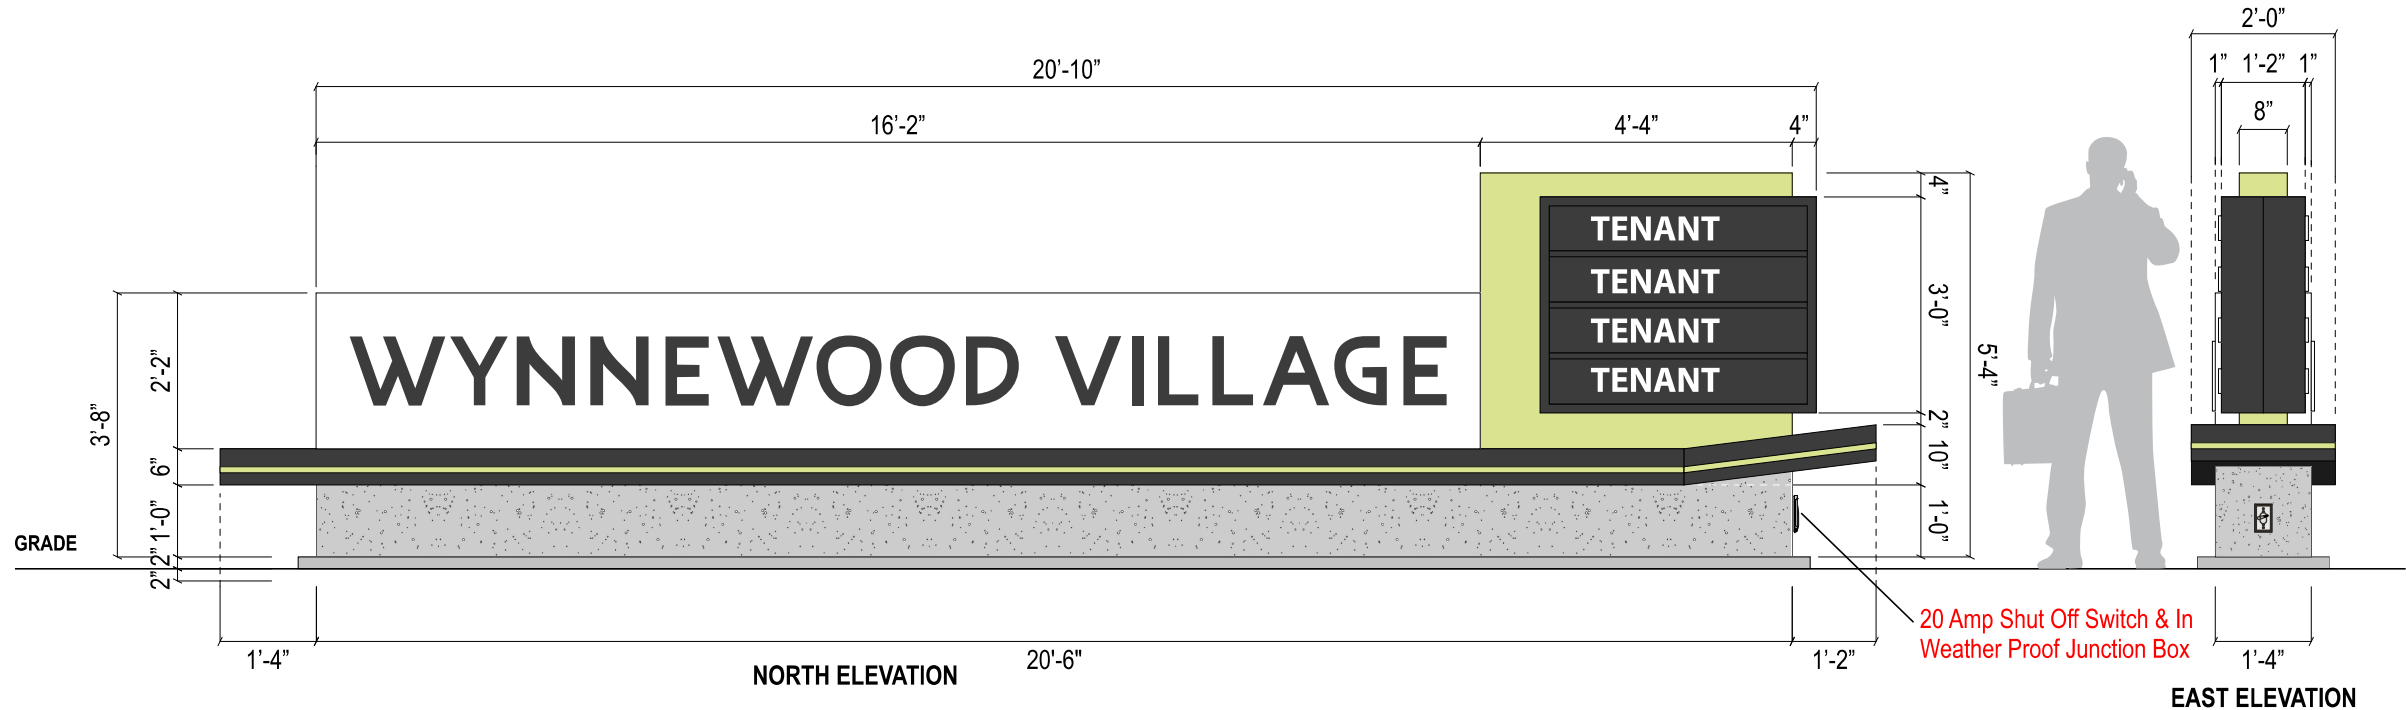 2’-0”
1” 1’-2” 1”
8”
20’-10”
16’-2” 4’-4” 4”
TENANT
TENANT
TENANT
TENANT
WYNNEWOOD VILLAGE
3’-8”
2’-2”
6”
1’-0”
2”
2”
GRADE
4”
3’-0”
2”
10”
1’-0”
5’-4”
1’-4” 20'-6" 1’-2”
NORTH ELEVATION
20 Amp Shut Off Switch & In
Weather Proof Junction Box
1’-4”
EAST ELEVATION